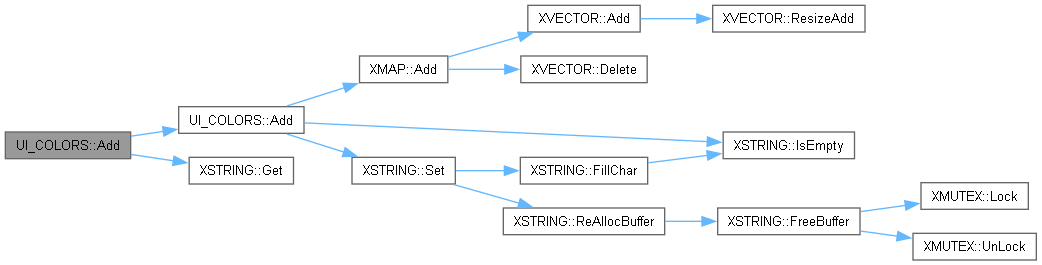 UI_COLORS::Add
UI_COLORS::Add
XSTRING::Get
XMAP::Add
XSTRING::Set
XVECTOR::Add
XVECTOR::Delete
XSTRING::FillChar
XSTRING::ReAllocBuffer
XVECTOR::ResizeAdd
XSTRING::IsEmpty
XSTRING::FreeBuffer
XMUTEX::Lock
XMUTEX::UnLock